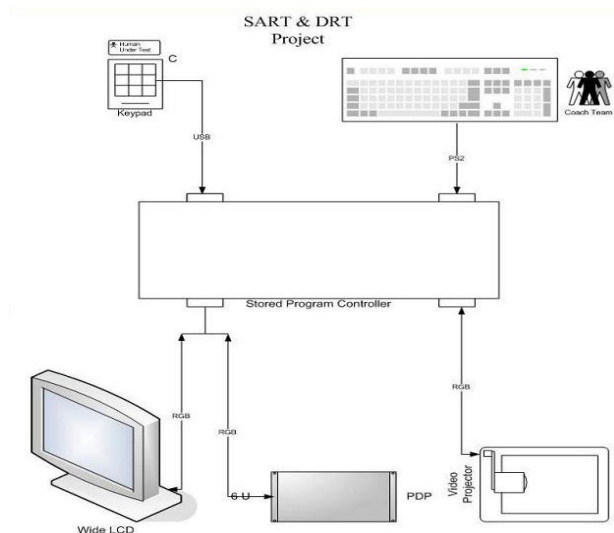 SART & DRT
Project
Human
Under Test
C
Keypad
Coach Team
USB
PS2
Stored Program Controller
RGB
RGB
RGB
6 U
PDP
Video
Projector
Wide LCD